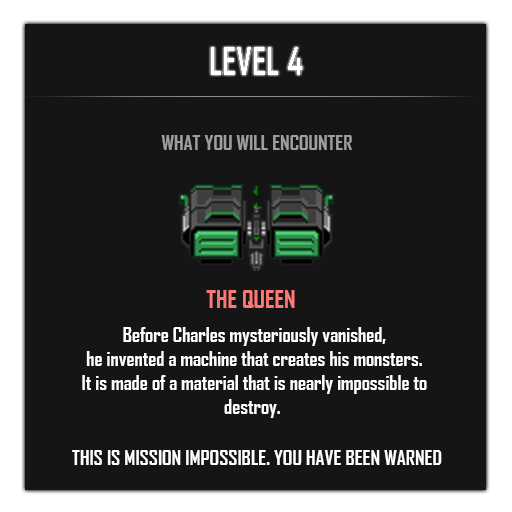 LEVEL 4
WHAT YOU WILL ENCOUNTER
THE QUEEN
Before Charles mysteriously vanished,
he invented a machine that creates his monsters.
It is made of a material that is nearly impossible to
destroy.
THIS IS MISSION IMPOSSIBLE. YOU HAVE BEEN WARNED